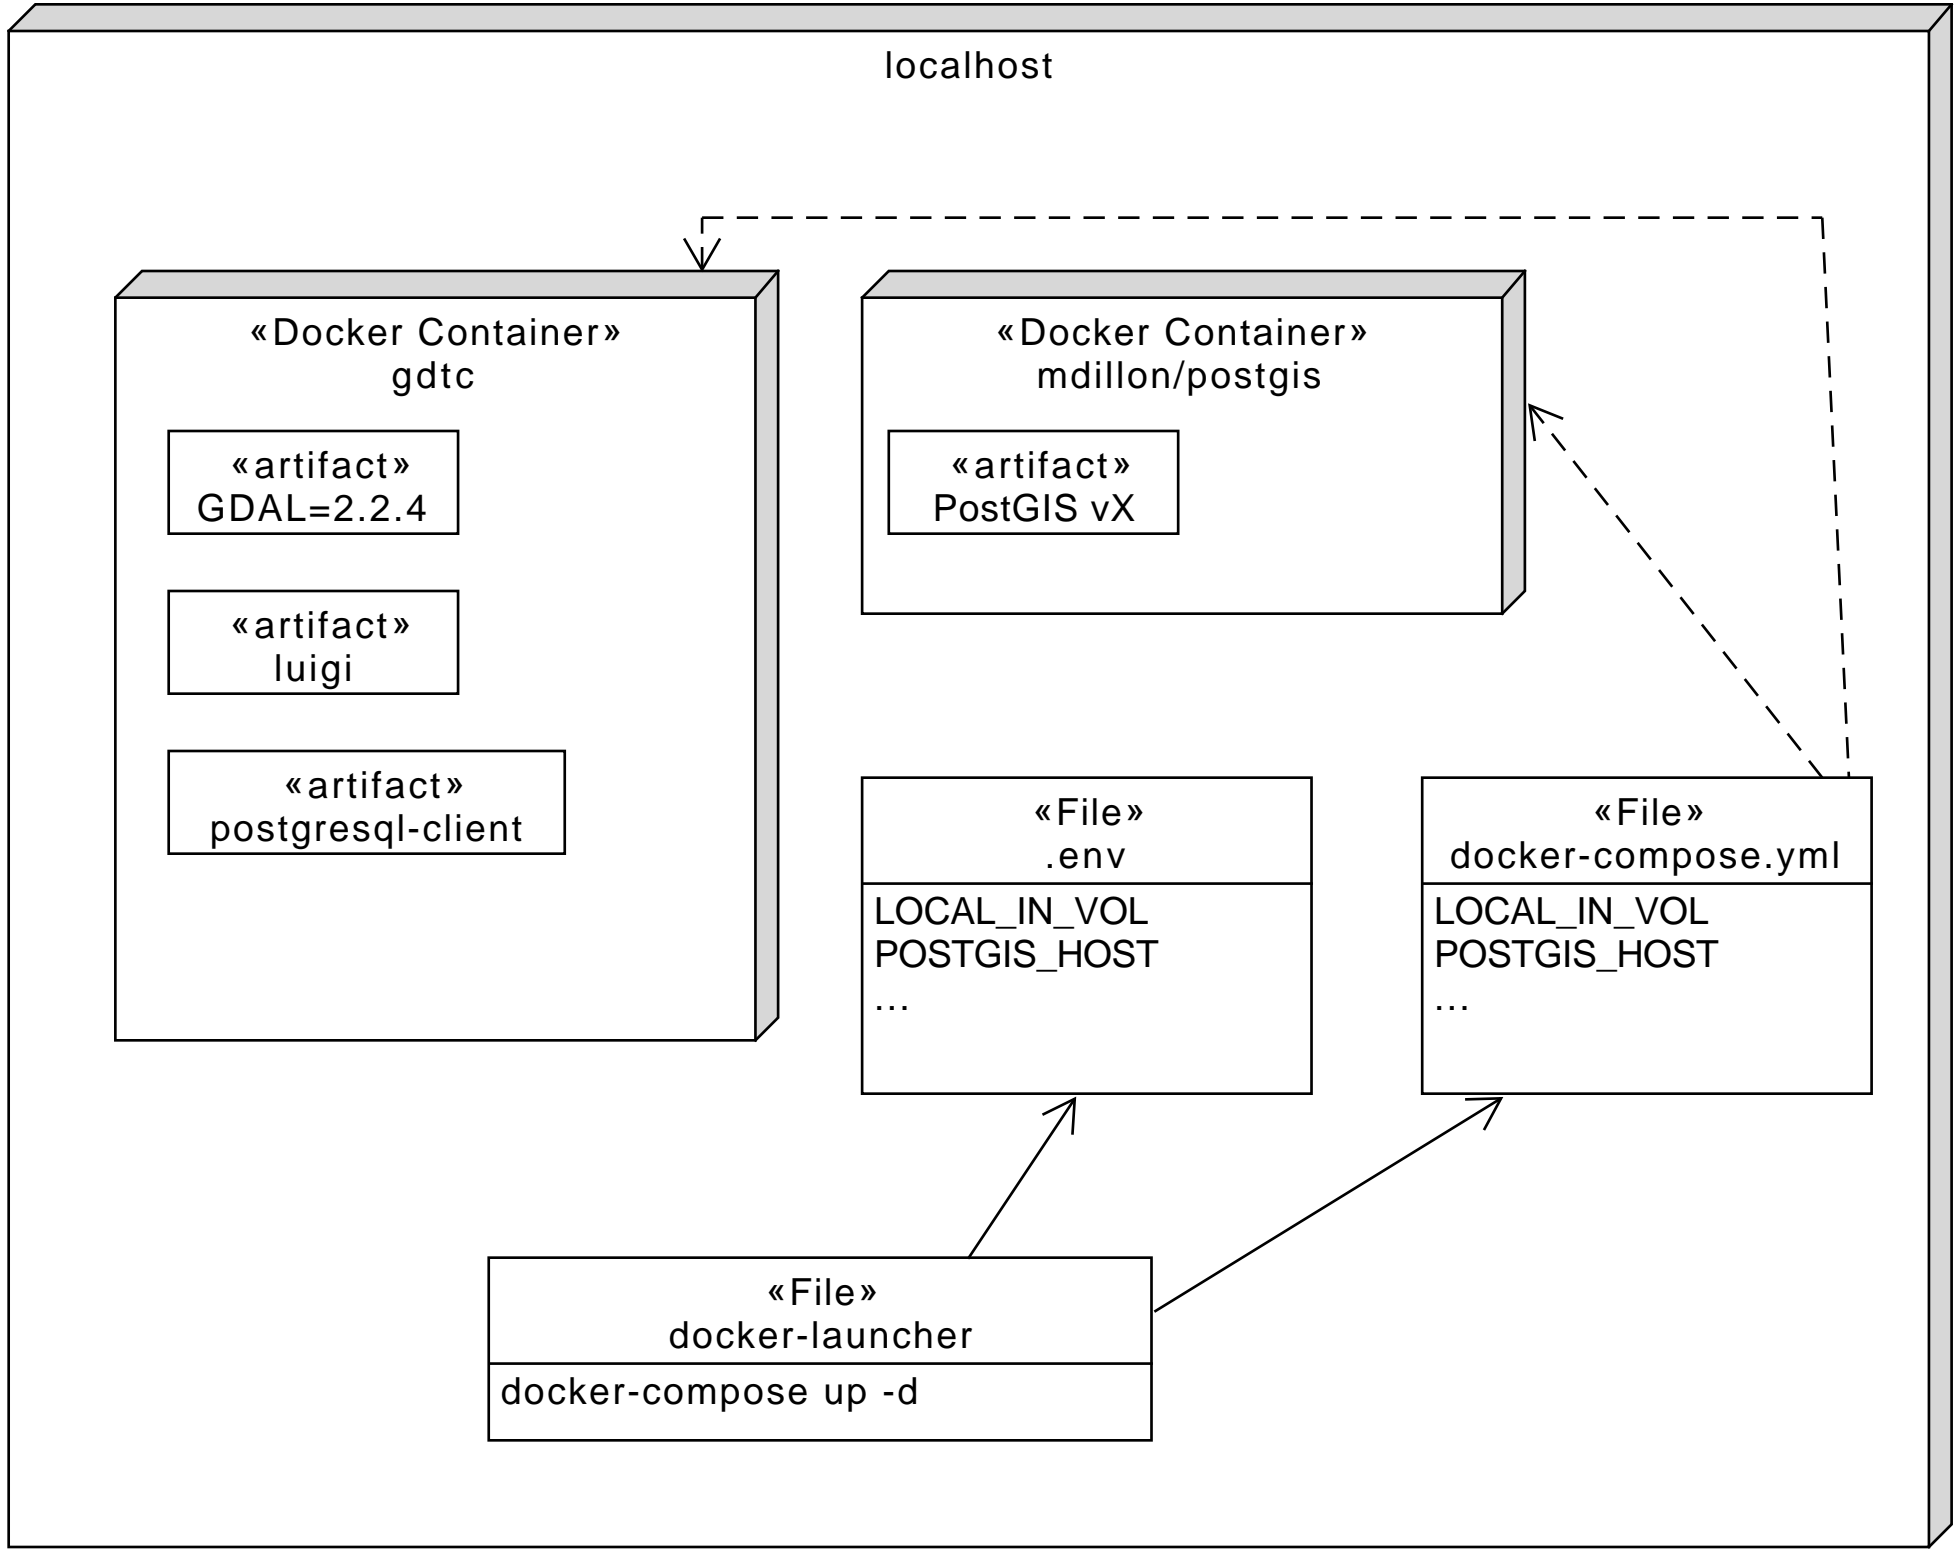 localhost
«Docker Container»
gdtc
«artifact»
GDAL=2.2.4
«artifact»
luigi
«artifact»
postgresql-client
«Docker Container»
mdillon/postgis
«artifact»
PostGIS vX
«File»
.env
LOCAL_IN_VOL
POSTGIS_HOST
...
«File»
docker-compose.yml
LOCAL_IN_VOL
POSTGIS_HOST
...
«File»
docker-launcher
docker-compose up -d